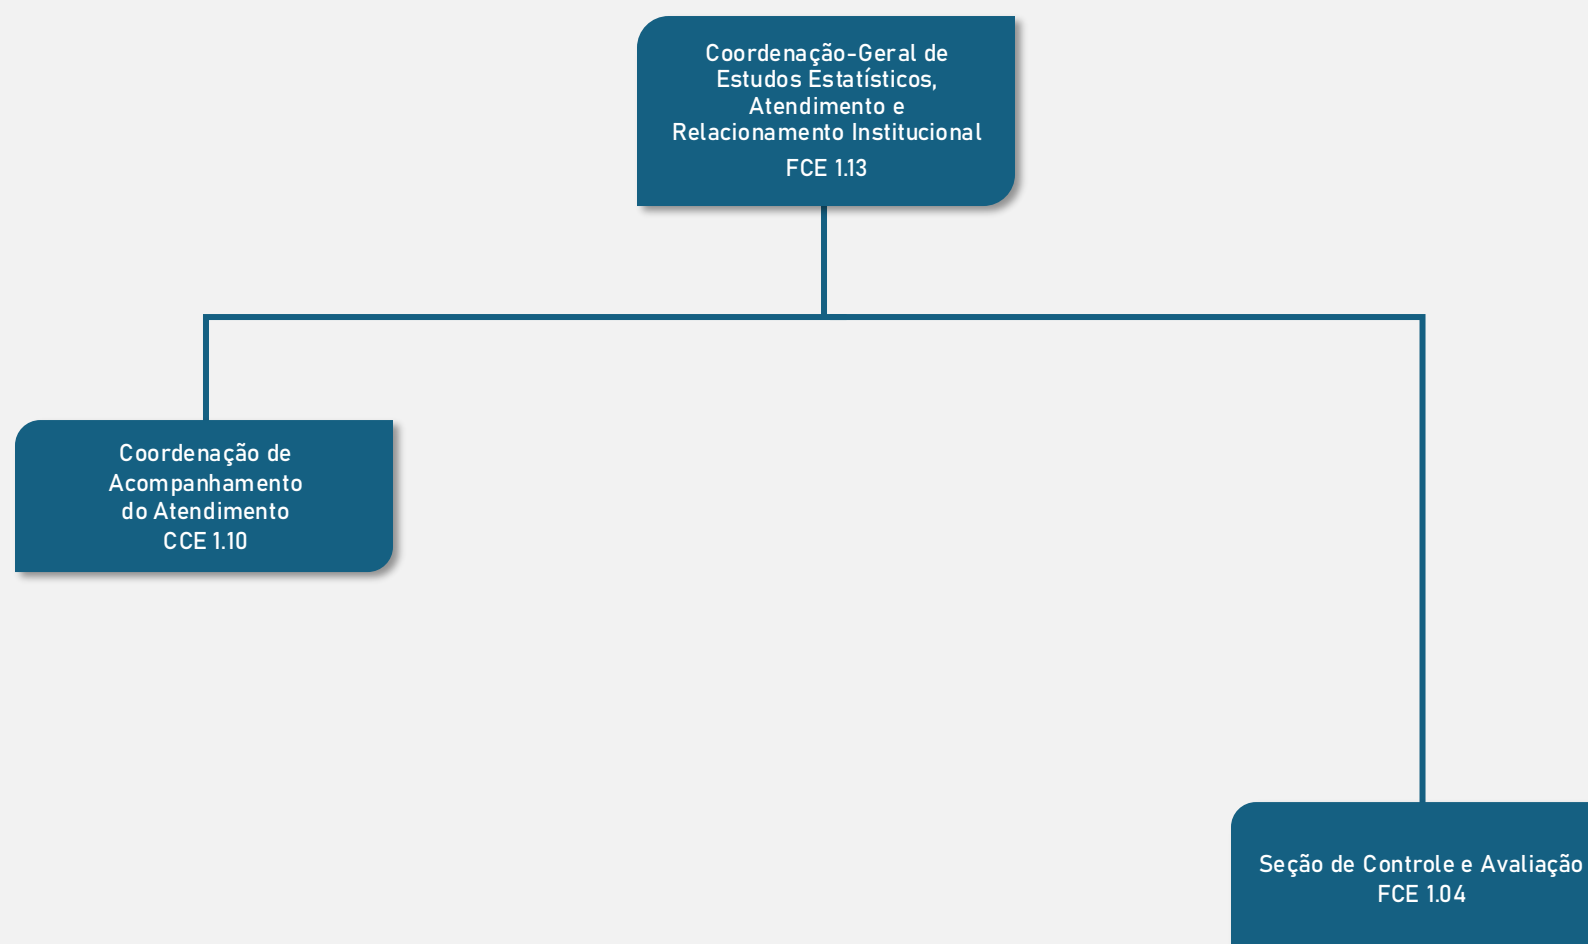 Coordenação-Geral de
Estudos Estatísticos,
Atendimento e
Relacionamento Institucional
FCE 1.13
Coordenação de
Acompanhamento
do Atendimento
CCE 1.10
Seção de Controle e Avaliação
FCE 1.04